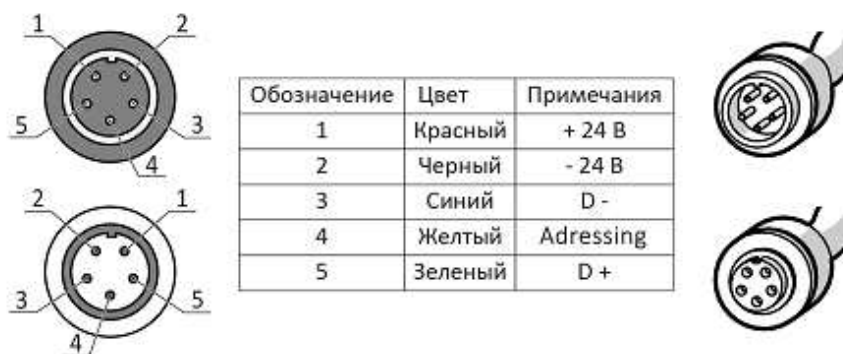 1 2
5 3
4
2 1
3 5
4
Обозначение Цвет Примечания
1 Красный + 24 В
2 Черный - 24 В
3 Синий D -
4 Желтый Adressing
5 Зеленый D +